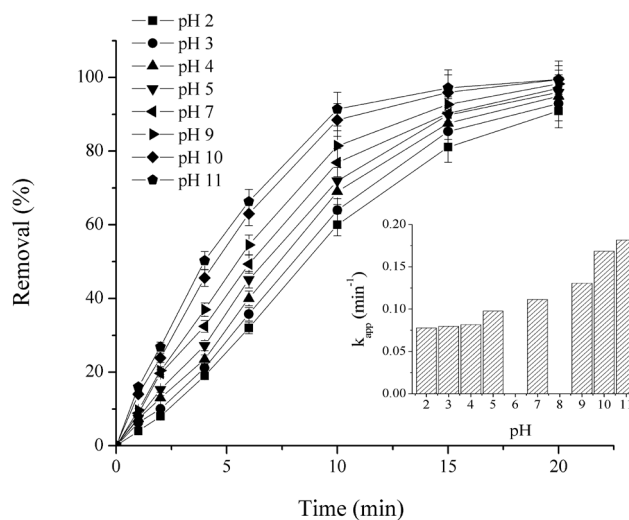 pH 2
pH 3
pH 4
pH 5
pH 7
pH 9
pH 10
pH 11
100
80
60
40
20
0
Removal (%)
0 5 10 15 20
Time (min)
0.20
0.15
0.10
0.05
0.00
k_app (min⁻¹)
2 3 4 5 6 7 8 9 10 11
pH